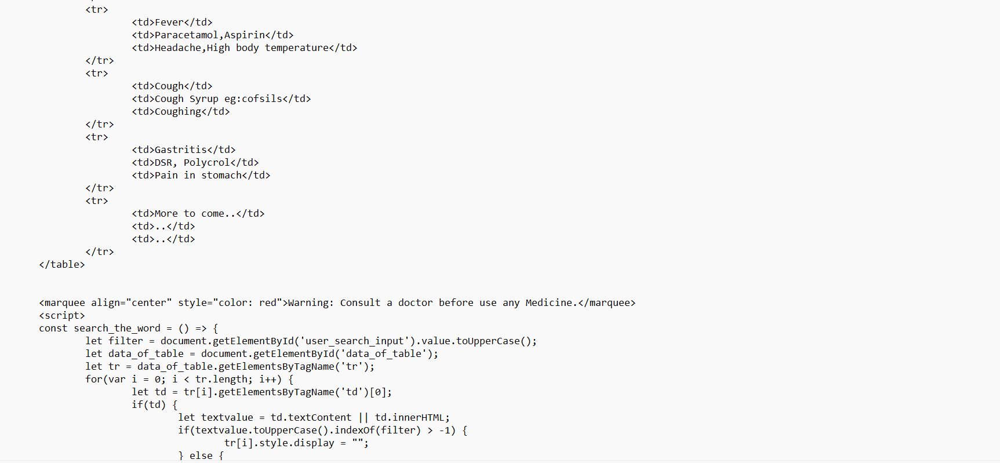 <tr>
<td>Fever</td>
<td>Paracetamol,Aspirin</td>
<td>Headache,High body temperature</td>
</tr>
<tr>
<td>Cough</td>
<td>Cough Syrup eg:cofsils</td>
<td>Coughing</td>
</tr>
<tr>
<td>Gastritis</td>
<td>DSR, Polycrol</td>
<td>Pain in stomach</td>
</tr>
<tr>
<td>More to come..</td>
<td>..</td>
<td>..</td>
</tr>
</table>
<marquee align="center" style="color: red">Warning: Consult a doctor before use any Medicine.</marquee>
<script>
const search_the_word = () => {
let filter = document.getElementById('user_search_input').value.toUpperCase();
let data_of_table = document.getElementById('data_of_table');
let tr = data_of_table.getElementsByTagName('tr');
for(var i = 0; i < tr.length; i++) {
let td = tr[i].getElementsByTagName('td')[0];
if(td) {
let textvalue = td.textContent || td.innerHTML;
if(textvalue.toUpperCase().indexOf(filter) > -1) {
tr[i].style.display = "";
} else {